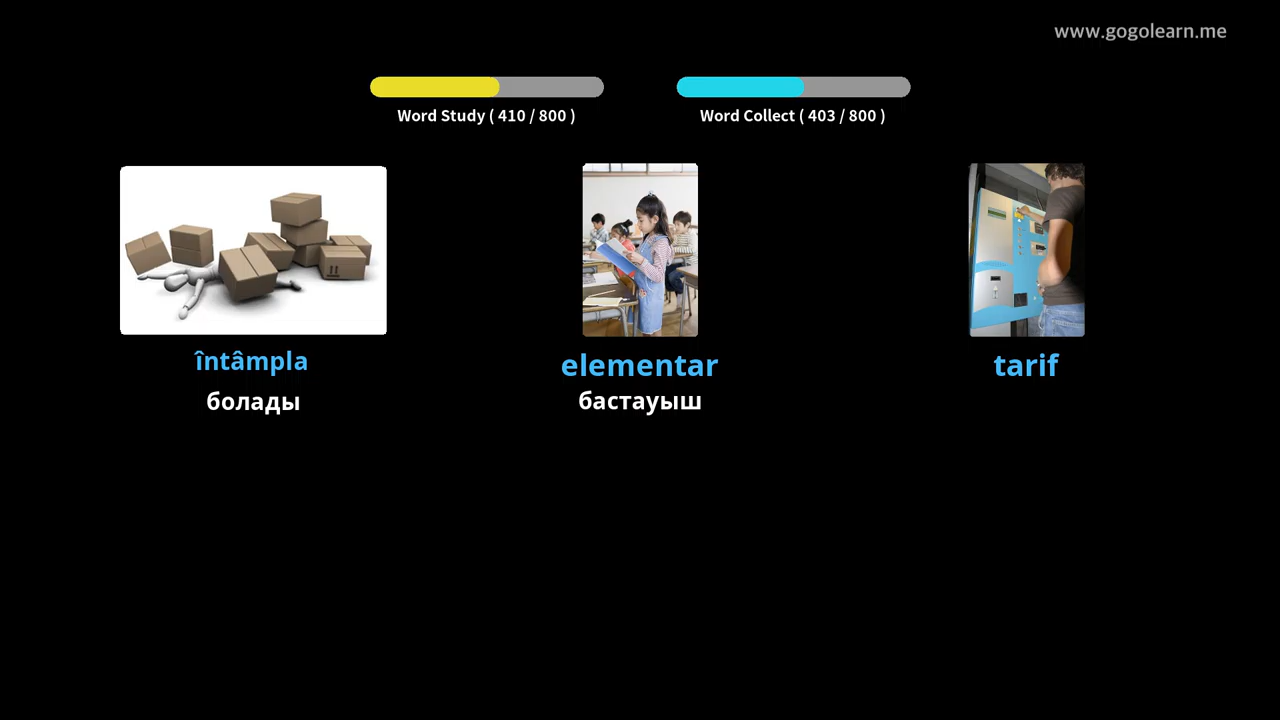 www.gogolearn.me
Word Study ( 410 / 800 )
Word Collect ( 403 / 800 )
întâmpla
болады
elementar
бастауыш
tarif